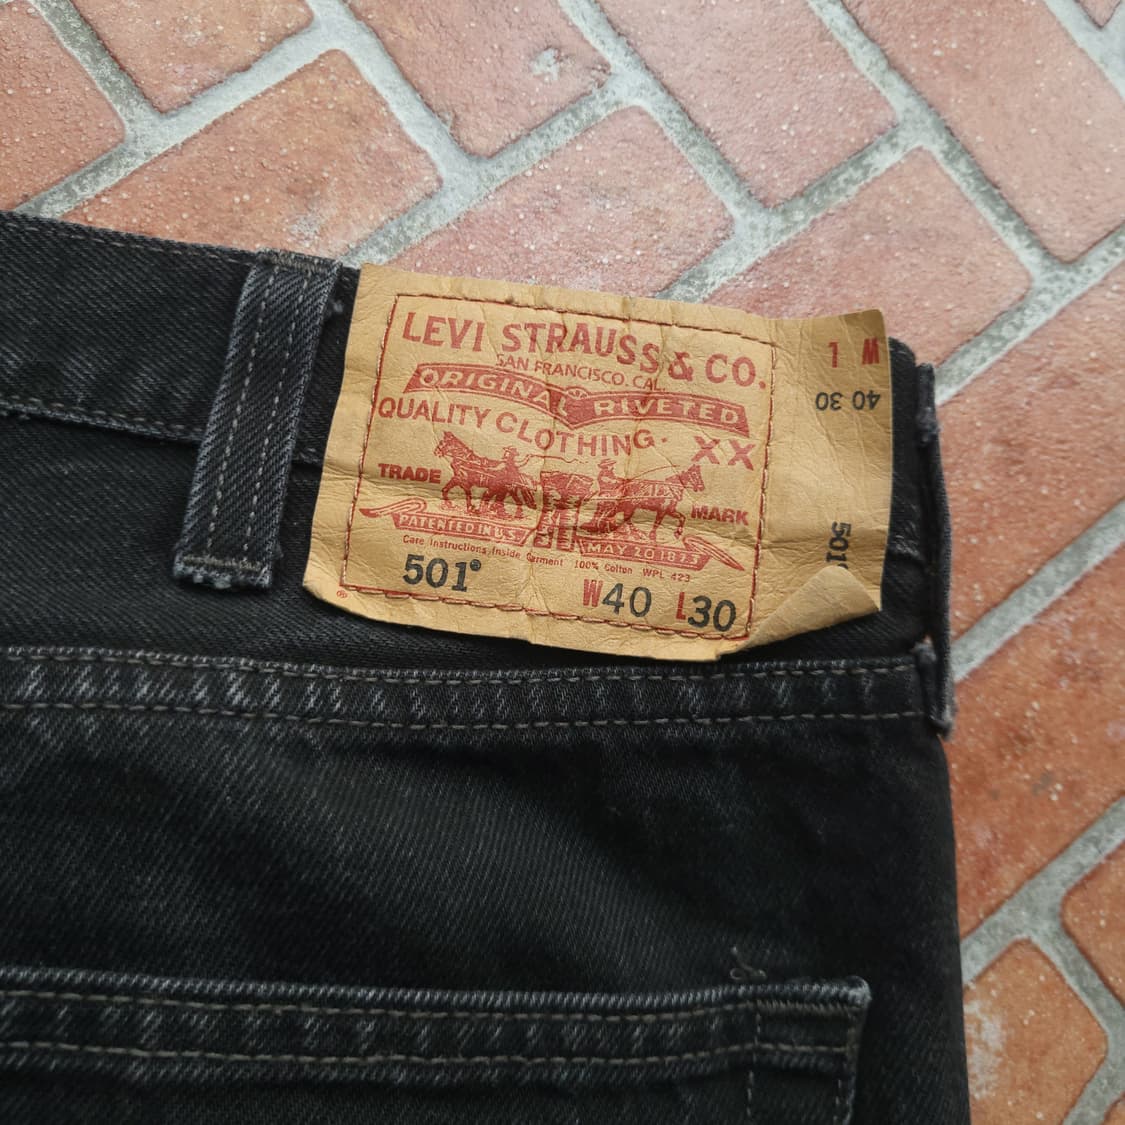 LEVI STRAUSS & CO.
SAN FRANCISCO. CAL.
ORIGINAL RIVETED
QUALITY CLOTHING. XX
TRADE MARK
PATENTED IN U.S. MAY 20 1873
Care Instructions Inside Garment 100% Cotton WPL 423
501® W40 L30
®
W L
40 30
501